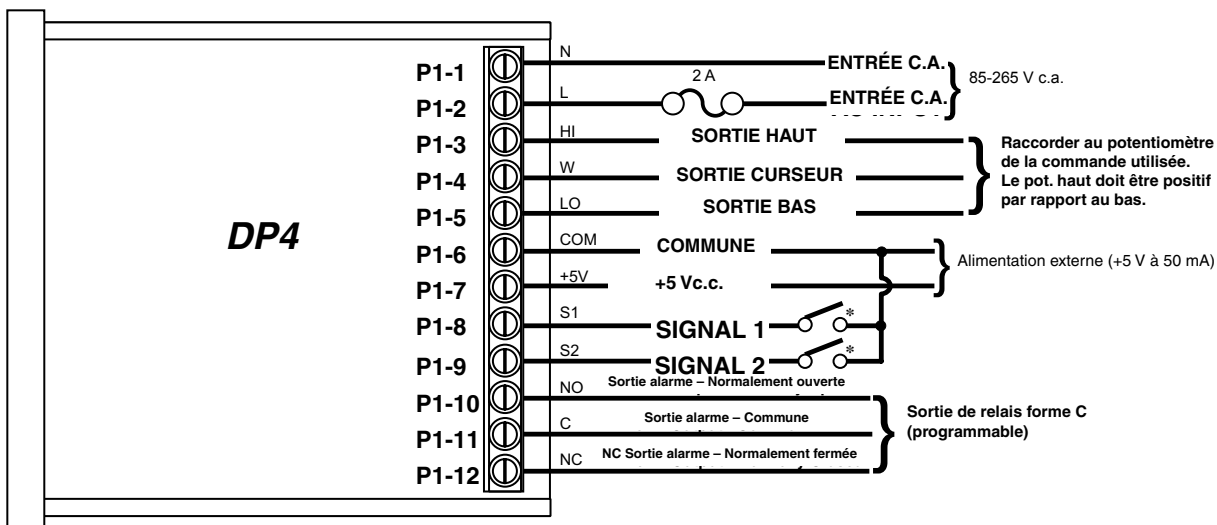 DP4
P1-1
N
ENTRÉE C.A.
P1-2
L
2 A
ENTRÉE C.A.
85-265 V c.a.
P1-3
HI
SORTIE HAUT
P1-4
W
SORTIE CURSEUR
P1-5
LO
SORTIE BAS
Raccorder au potentiomètre
de la commande utilisée.
Le pot. haut doit être positif
par rapport au bas.
P1-6
COM
COMMUNE
P1-7
+5V
+5 Vc.c.
Alimentation externe (+5 V à 50 mA)
P1-8
S1
SIGNAL 1
*
P1-9
S2
SIGNAL 2
*
P1-10
NO
Sortie alarme – Normalement ouverte
P1-11
C
Sortie alarme – Commune
P1-12
NC
NC Sortie alarme – Normalement fermée
Sortie de relais forme C
(programmable)